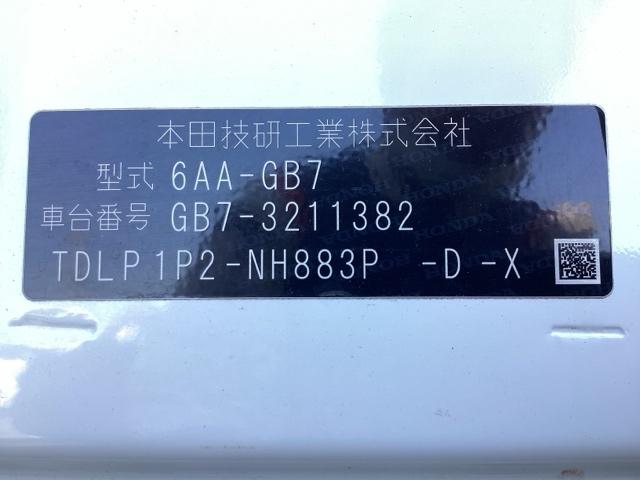 本田技研工業株式会社
型式 6AA-GB7
車台番号 GB7-3211382
TDLP1P2-NH883P -D-X